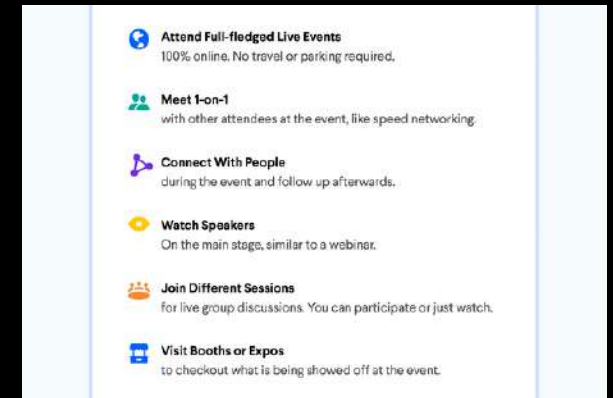 Attend Full-fledged Live Events
100% online. No travel or parking required.
Meet 1-on-1
with other attendees at the event, like speed networking.
Connect With People
during the event and follow up afterwards.
Watch Speakers
On the main stage, similar to a webinar.
Join Different Sessions
for live group discussions. You can participate or just watch.
Visit Booths or Expos
to checkout what is being showed off at the event.